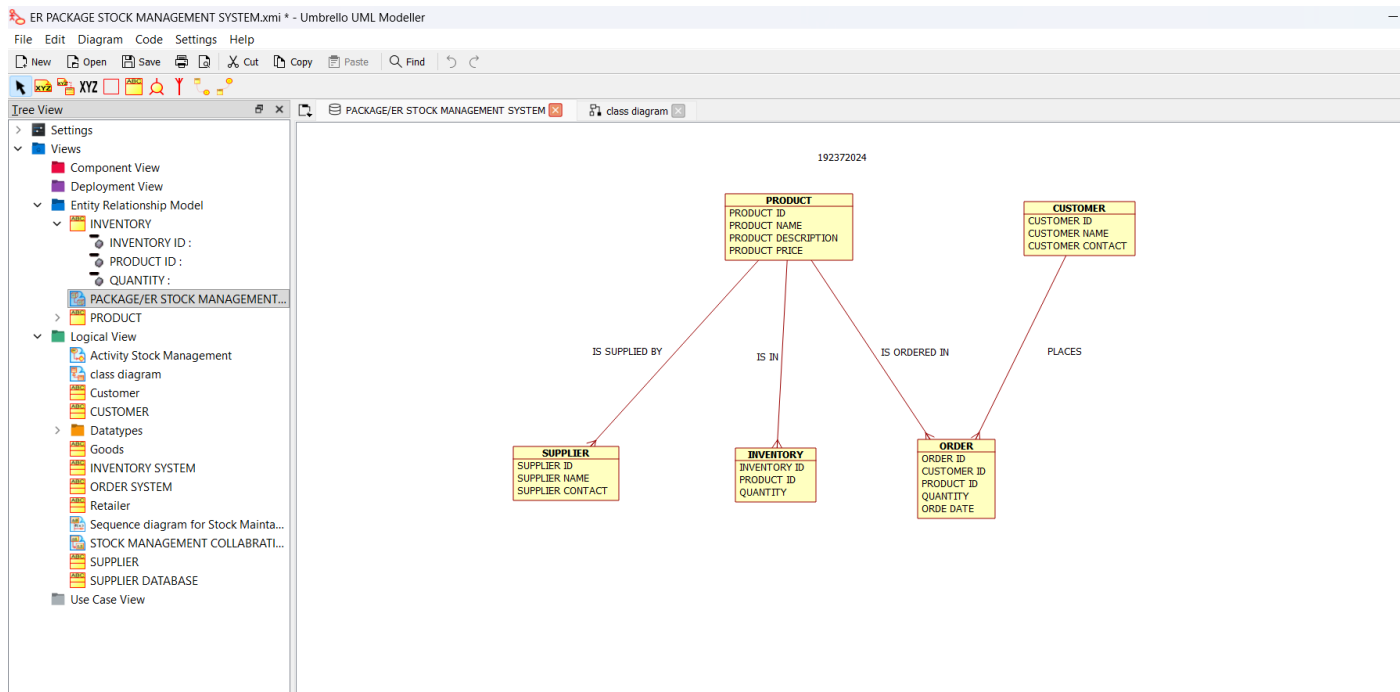 ER PACKAGE STOCK MANAGEMENT SYSTEM.xmi * - Umbrello UML Modeller
File Edit Diagram Code Settings Help
New Open Save Cut Copy Paste Find
XYZ ABC XYZ ABC
Tree View
PACKAGE/ER STOCK MANAGEMENT SYSTEM
class diagram
Settings
Views
Component View
Deployment View
Entity Relationship Model
INVENTORY
INVENTORY ID :
PRODUCT ID :
QUANTITY :
PACKAGE/ER STOCK MANAGEMENT...
PRODUCT
Logical View
Activity Stock Management
class diagram
Customer
CUSTOMER
Datatypes
Goods
INVENTORY SYSTEM
ORDER SYSTEM
Retailer
Sequence diagram for Stock Mainta...
STOCK MANAGEMENT COLLABRATI...
SUPPLIER
SUPPLIER DATABASE
Use Case View
192372024
PRODUCT
PRODUCT ID
PRODUCT NAME
PRODUCT DESCRIPTION
PRODUCT PRICE
CUSTOMER
CUSTOMER ID
CUSTOMER NAME
CUSTOMER CONTACT
IS SUPPLIED BY
IS IN
IS ORDERED IN
PLACES
SUPPLIER
SUPPLIER ID
SUPPLIER NAME
SUPPLIER CONTACT
INVENTORY
INVENTORY ID
PRODUCT ID
QUANTITY
ORDER
ORDER ID
CUSTOMER ID
PRODUCT ID
QUANTITY
ORDE DATE